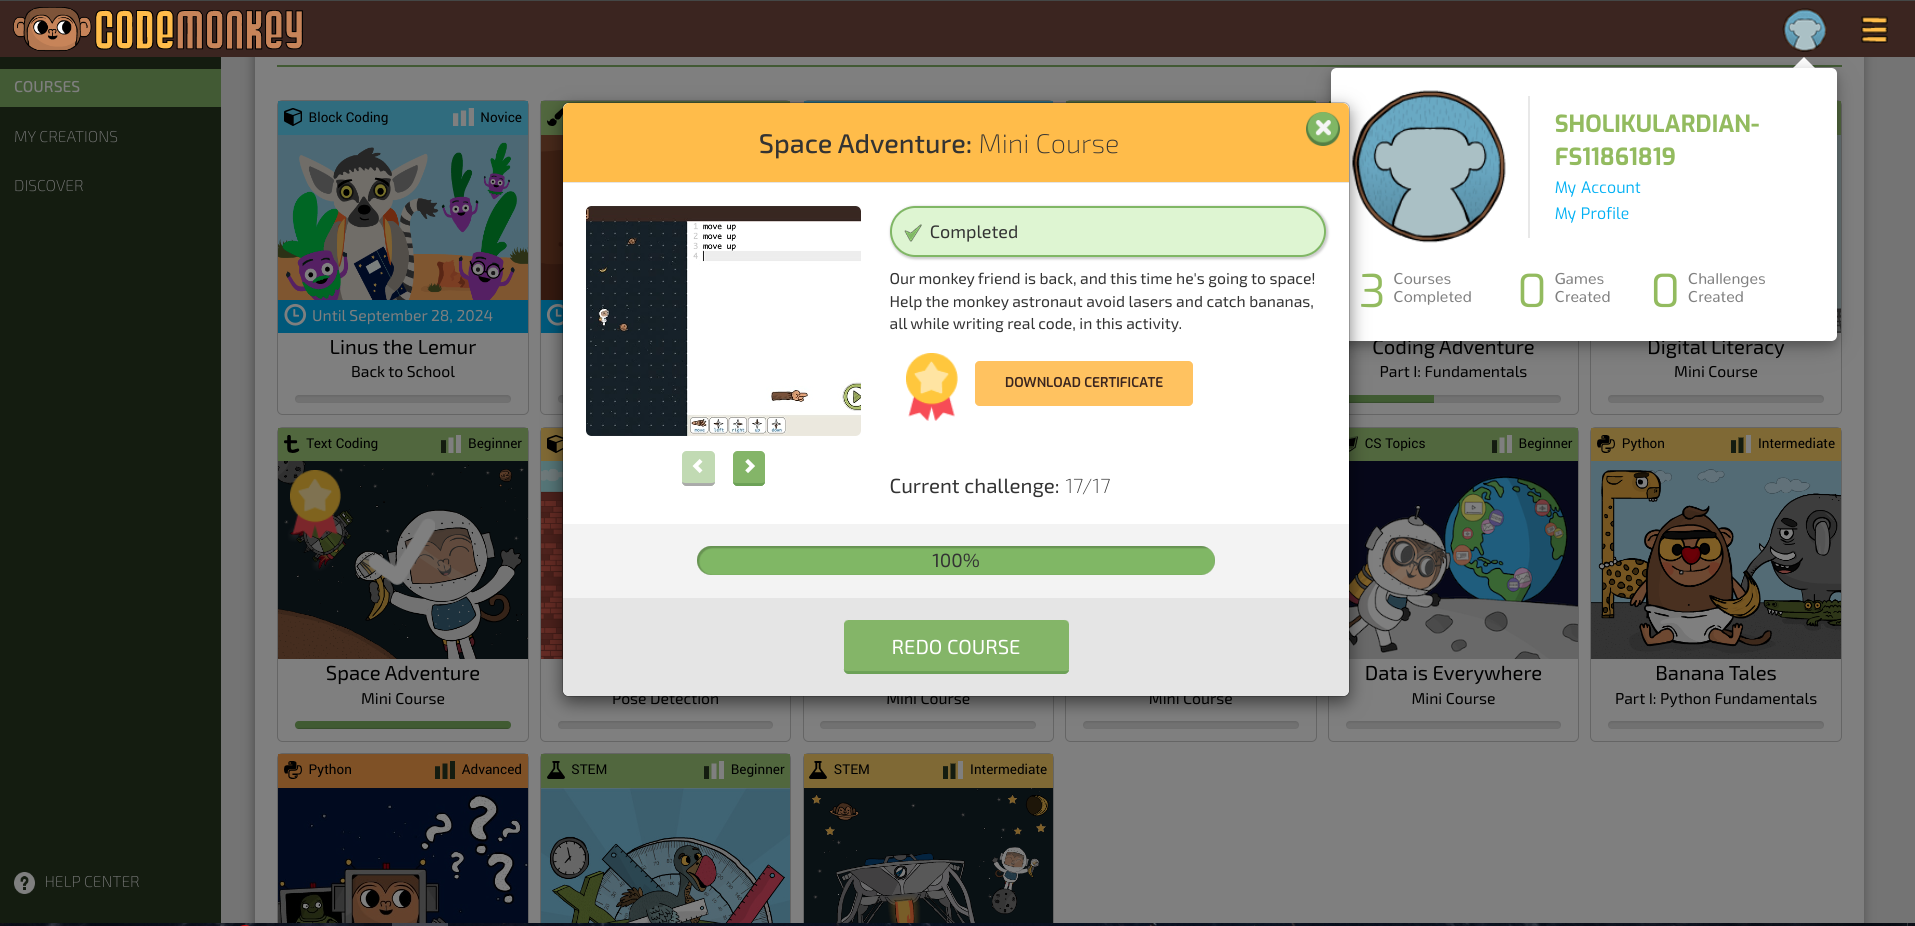 CODEMONKEY
COURSES
MY CREATIONS
DISCOVER
HELP CENTER
Block Coding Novice
Until September 28, 2024
Linus the Lemur
Back to School
Space Adventure: Mini Course
1 move up
2 move up
3 move up
4
move left right up down
Completed
Our monkey friend is back, and this time he's going to space!
Help the monkey astronaut avoid lasers and catch bananas,
all while writing real code, in this activity.
DOWNLOAD CERTIFICATE
Current challenge: 17/17
100%
REDO COURSE
SHOLIKULARDIAN-
FS11861819
My Account
My Profile
3 Courses
Completed
0 Games
Created
0 Challenges
Created
Coding Adventure
Part I: Fundamentals
Digital Literacy
Mini Course
Text Coding Beginner
Space Adventure
Mini Course
Pose Detection
Mini Course
Mini Course
CS Topics Beginner
Data is Everywhere
Mini Course
Python Intermediate
Banana Tales
Part I: Python Fundamentals
Python Advanced
STEM Beginner
STEM Intermediate